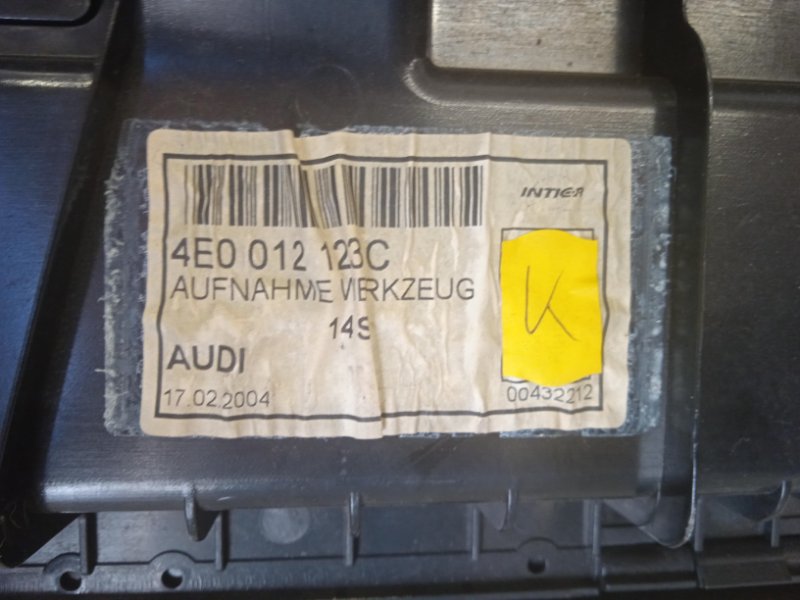 INTIER
4E0 012 123C
AUFNAHME WERKZEUG
14S
K
AUDI
17.02.2004
00432212